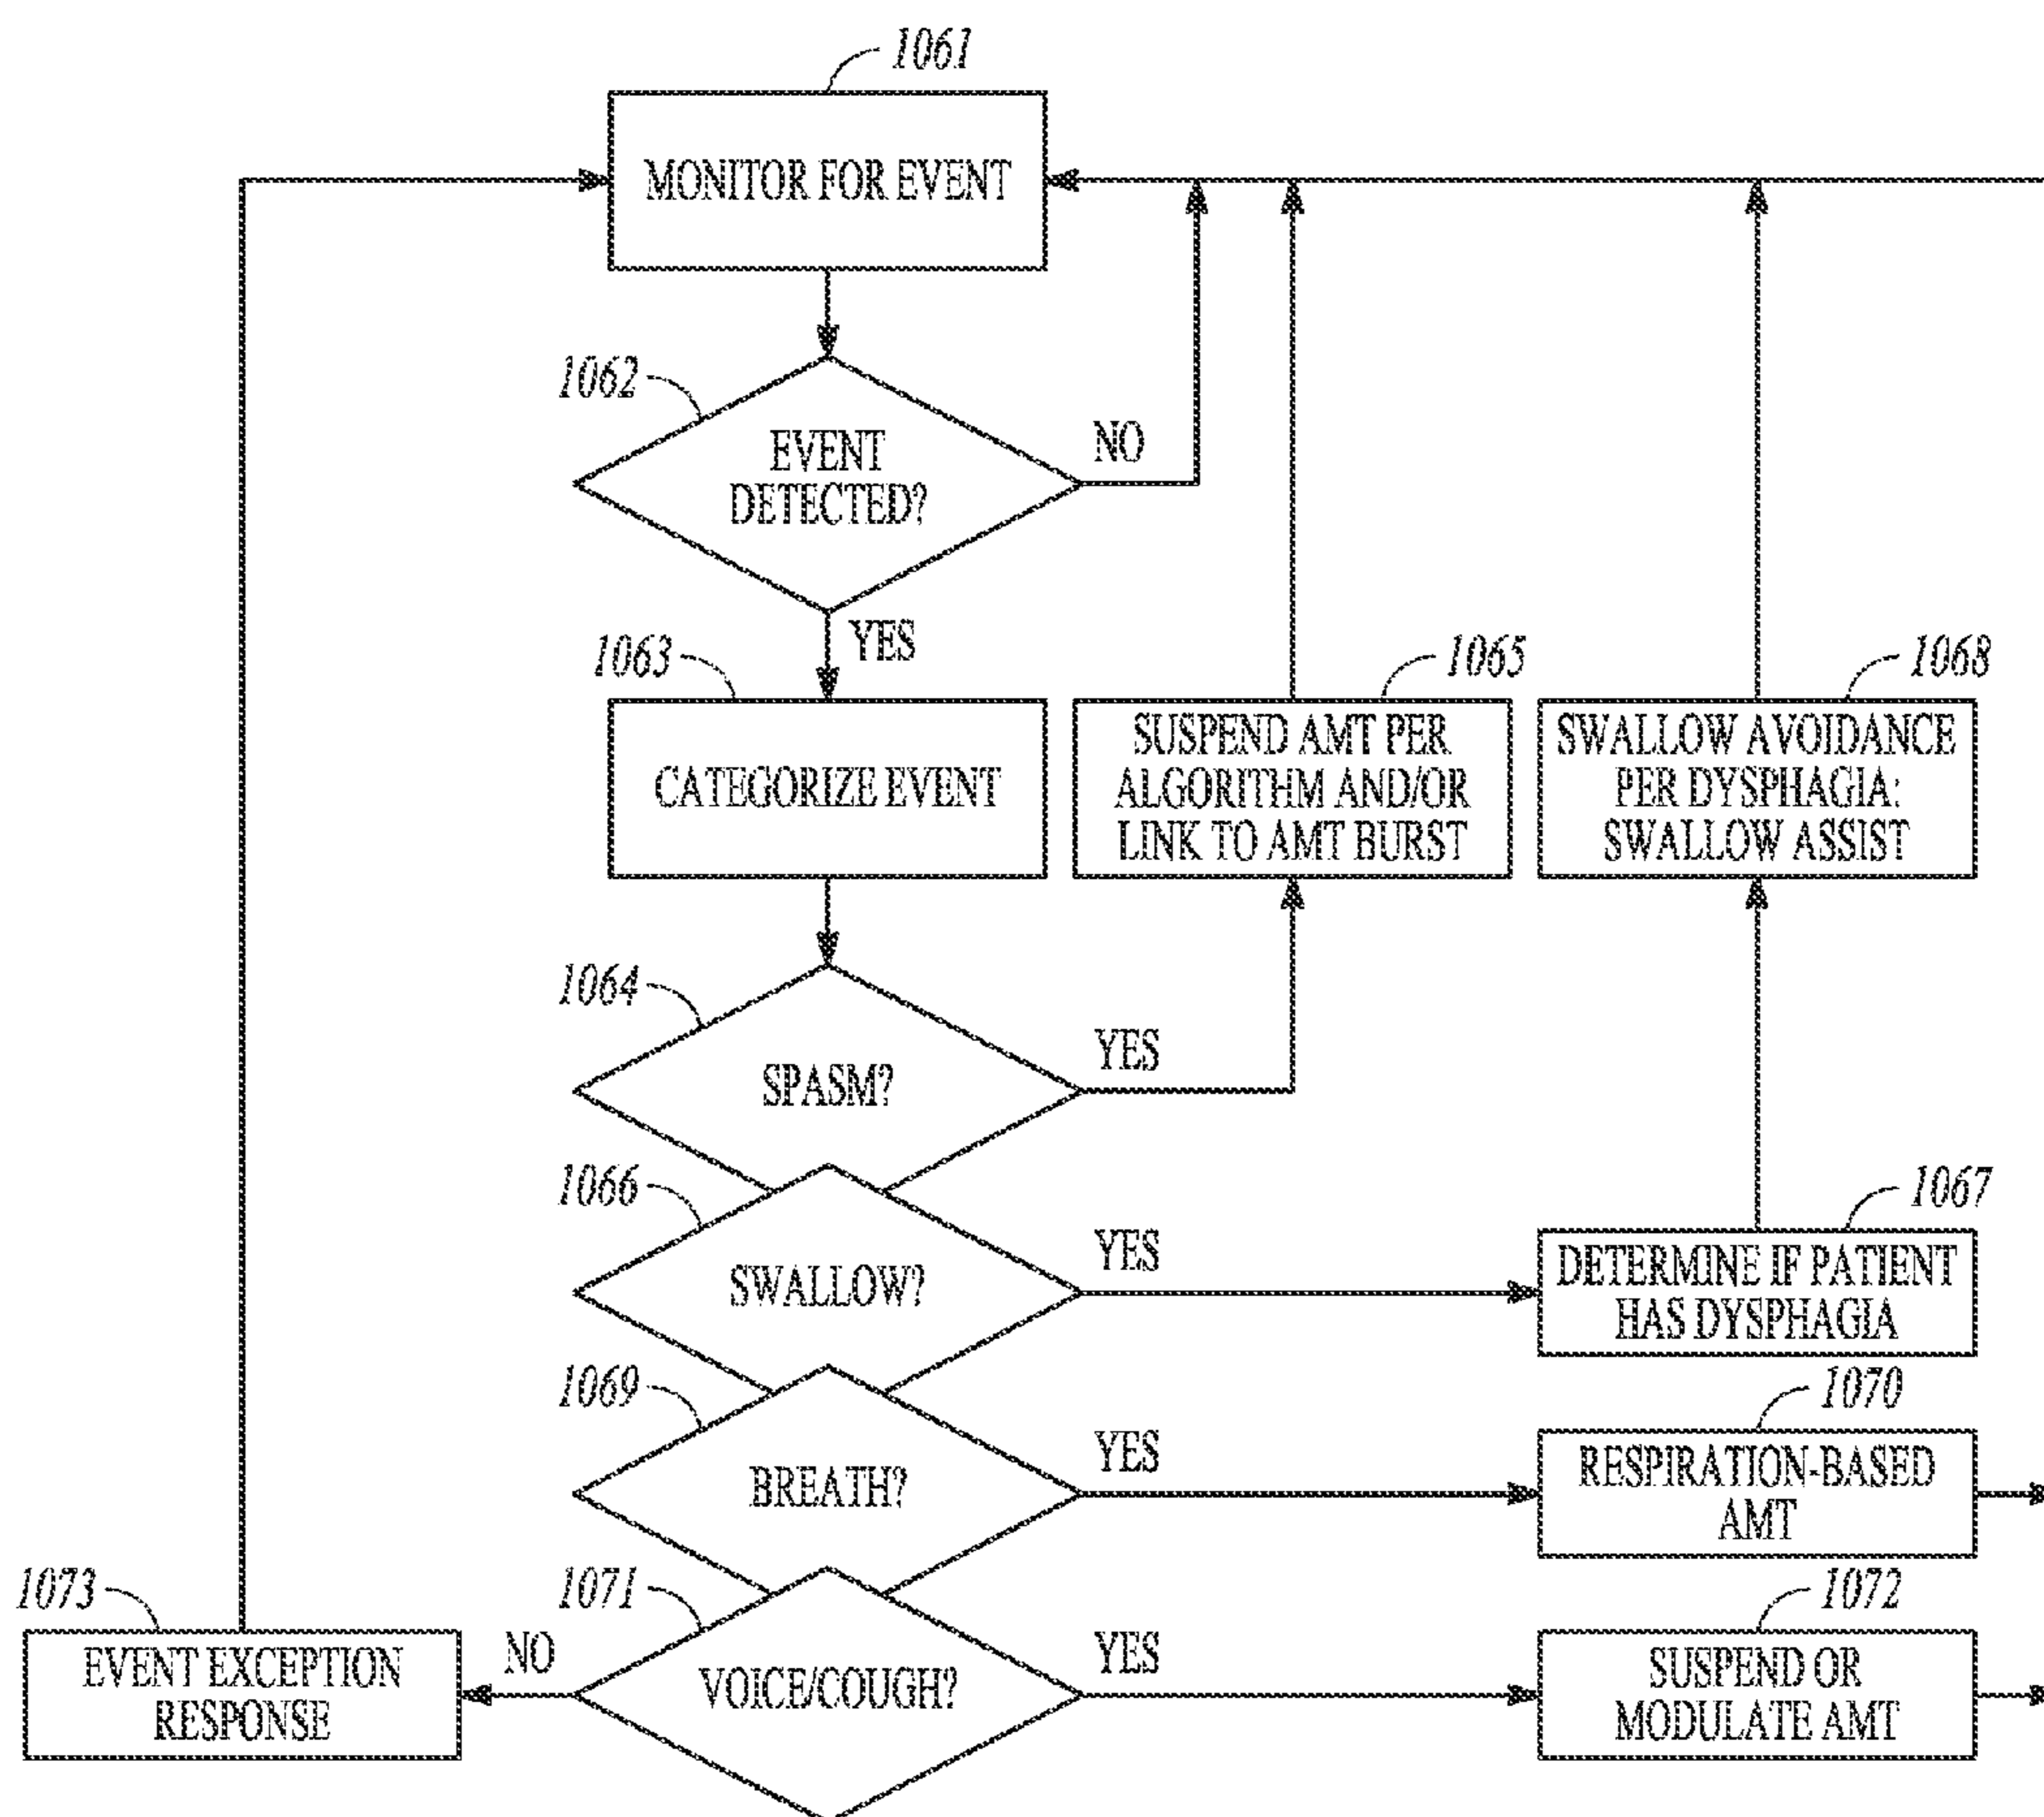 1061
MONITOR FOR EVENT
1062
EVENT
DETECTED?
NO
YES
1063
CATEGORIZE EVENT
1065
SUSPEND AMT PER
ALGORITHM AND/OR
LINK TO AMT BURST
1068
SWALLOW AVOIDANCE
PER DYSPHAGIA:
SWALLOW ASSIST
1064
SPASM?
YES
1066
SWALLOW?
YES
1067
DETERMINE IF PATIENT
HAS DYSPHAGIA
1069
BREATH?
YES
1070
RESPIRATION-BASED
AMT
1071
VOICE/COUGH?
YES
1072
SUSPEND OR
MODULATE AMT
NO
1073
EVENT EXCEPTION
RESPONSE